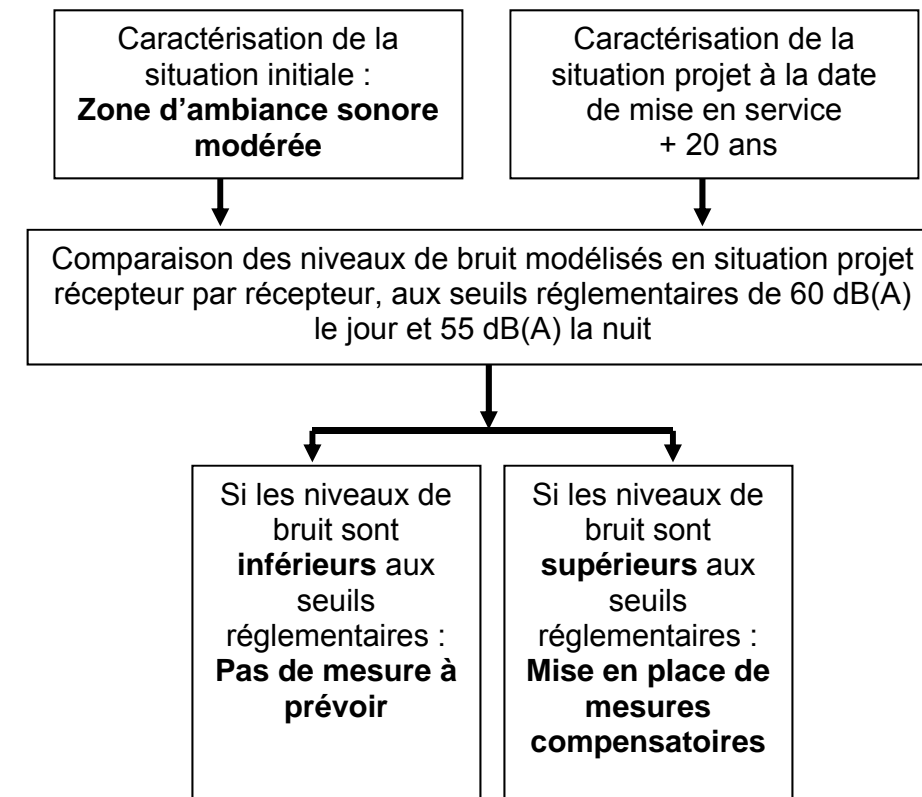 Caractérisation de la
situation initiale :
Zone d'ambiance sonore
modérée
Caractérisation de la
situation projet à la date
de mise en service
+ 20 ans
Comparaison des niveaux de bruit modélisés en situation projet
récepteur par récepteur, aux seuils réglementaires de 60 dB(A)
le jour et 55 dB(A) la nuit
Si les niveaux de
bruit sont
inférieurs aux
seuils
réglementaires :
Pas de mesure à
prévoir
Si les niveaux de
bruit sont
supérieurs aux
seuils
réglementaires :
Mise en place de
mesures
compensatoires